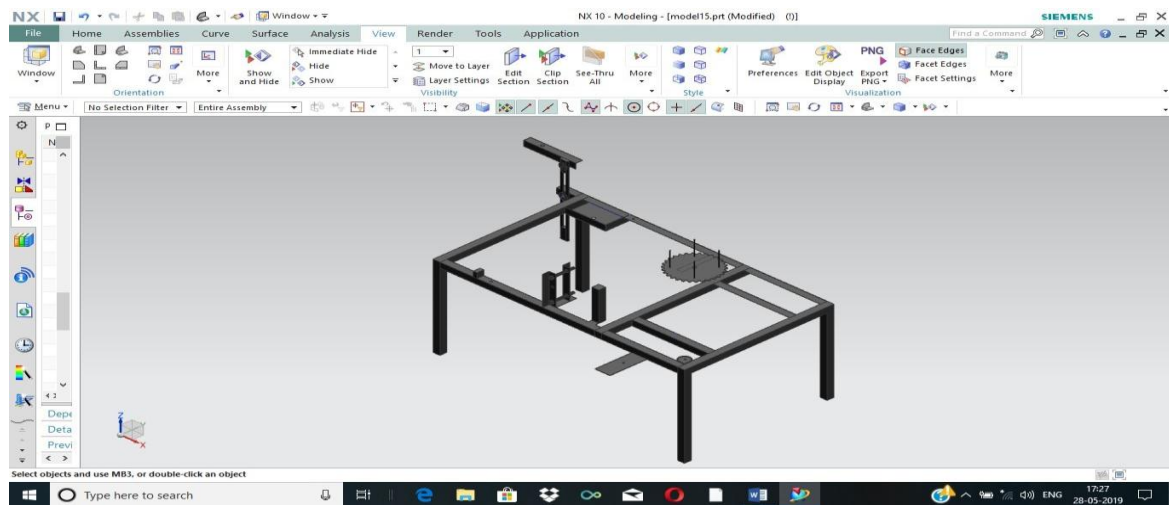 NX Window NX 10 - Modeling - [model15.prt (Modified) (!)] SIEMENS
File Home Assemblies Curve Surface Analysis View Render Tools Application Find a Command
Window More Show and Hide Immediate Hide Hide Show 1 Move to Layer Layer Settings Edit Section Clip Section See-Thru All More Preferences Edit Object Display PNG Export PNG Face Edges Facet Edges Facet Settings More
Orientation Visibility Style Visualization
Menu No Selection Filter Entire Assembly
P
N
Z
Y
X
Depe
Deta
Previ
Select objects and use MB3, or double-click an object
Type here to search ENG 17:27
28-05-2019